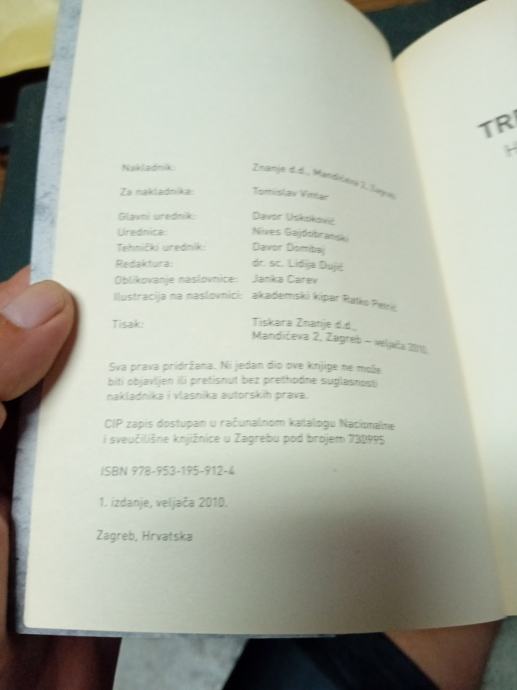 Nakladnik: Znanje d.d., Mandićeva 2, Zagreb
Za nakladnika: Tomislav Vintar
Glavni urednik: Davor Uskoković
Urednica: Nives Gajdobranski
Tehnički urednik: Davor Dombaj
Redaktura: dr. sc. Lidija Dujić
Oblikovanje naslovnice: Janka Carev
Ilustracija na naslovnici: akademski kipar Ratko Petrić
Tisak: Tiskara Znanje d.d.,
Mandićeva 2, Zagreb – veljača 2010.
Sva prava pridržana. Ni jedan dio ove knjige ne može
biti objavljen ili pretisnut bez prethodne suglasnosti
nakladnika i vlasnika autorskih prava.
CIP zapis dostupan u računalnom katalogu Nacionalne
i sveučilišne knjižnice u Zagrebu pod brojem 730995
ISBN 978-953-195-912-4
1. izdanje, veljača 2010.
Zagreb, Hrvatska